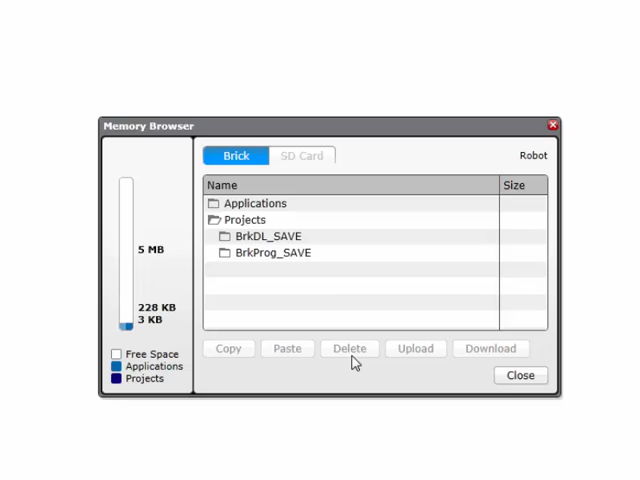 Memory Browser
Brick
SD Card
Robot
Name
Size
Applications
Projects
BrkDL_SAVE
BrkProg_SAVE
5 MB
228 KB
3 KB
Free Space
Applications
Projects
Copy
Paste
Delete
Upload
Download
Close